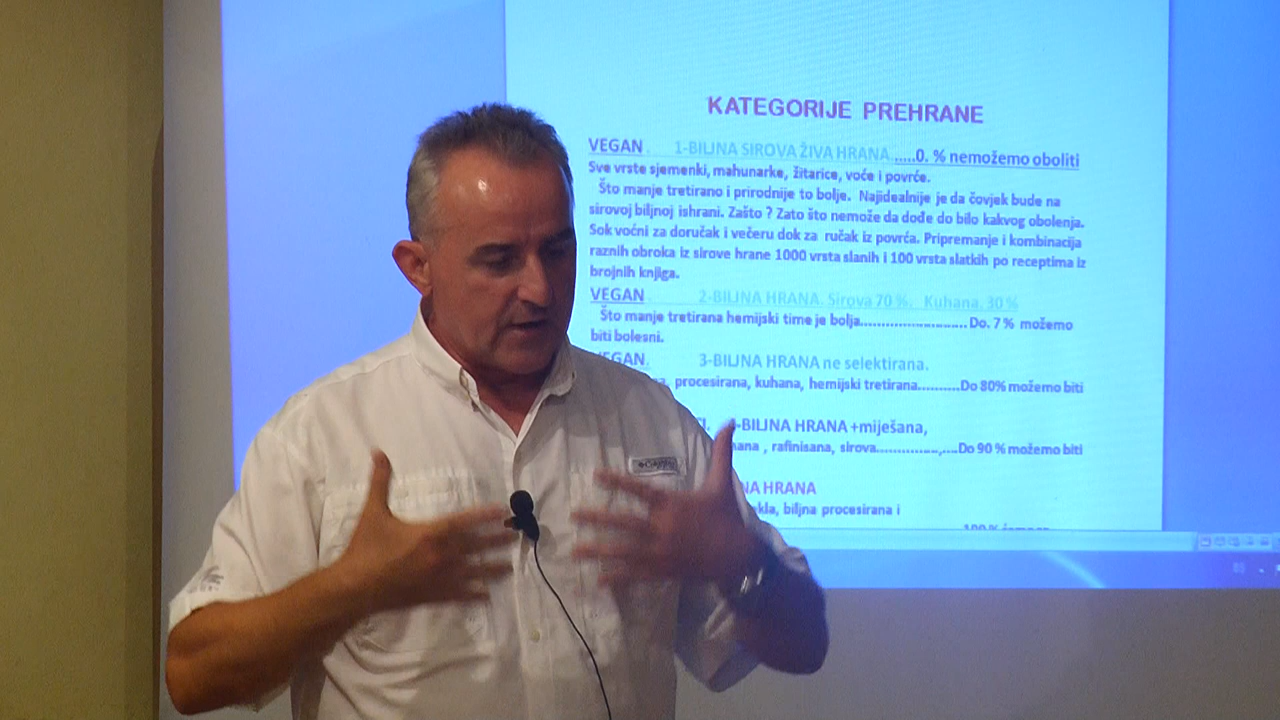 KATEGORIJE PREHRANE
VEGAN. 1-BILJNA SIROVA ŽIVA HRANA .....0. % nemožemo oboliti
Sve vrste sjemenki, mahunarke, žitarice, voće i povrće.
Što manje tretirano i prirodnije to bolje. Najidealnije je da čovjek bude na
sirovoj biljnoj ishrani. Zašto ? Zato što nemože da dođe do bilo kakvog obolenja.
Sok voćni za doručak i večeru dok za ručak iz povrća. Pripremanje i kombinacija
raznih obroka iz sirove hrane 1000 vrsta slanih i 100 vrsta slatkih po receptima iz
brojnih knjiga.
VEGAN. 2-BILJNA HRANA. Sirova 70 %. Kuhana. 30 %
Što manje tretirana hemijski time je bolja.......................... Do. 7 % možemo
biti bolesni.
VEGAN. 3-BILJNA HRANA ne selektirana.
procesirana, kuhana, hemijski tretirana..........Do 80% možemo biti
4-BILJNA HRANA +miješana,
, rafinisana, sirova....................Do 90 % možemo biti
HRANA
biljna procesirana i
100 %
Columbia